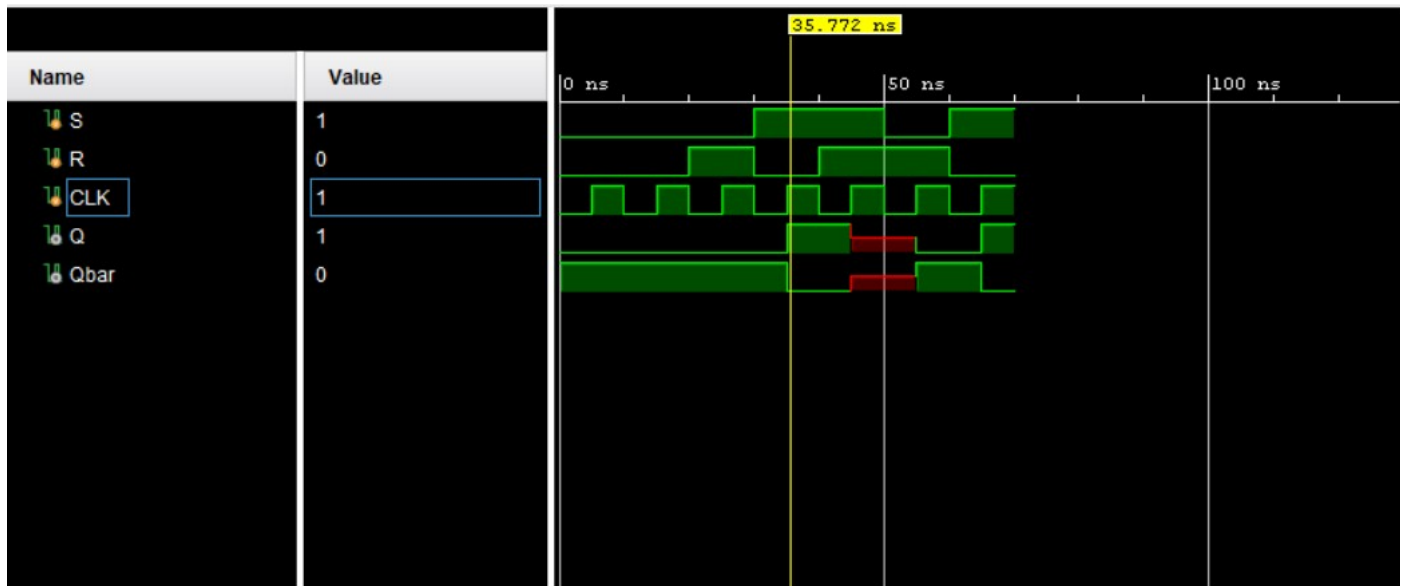 35.772 ns
Name Value
0 ns 50 ns 100 ns
S 1
R 0
CLK 1
Q 1
Qbar 0